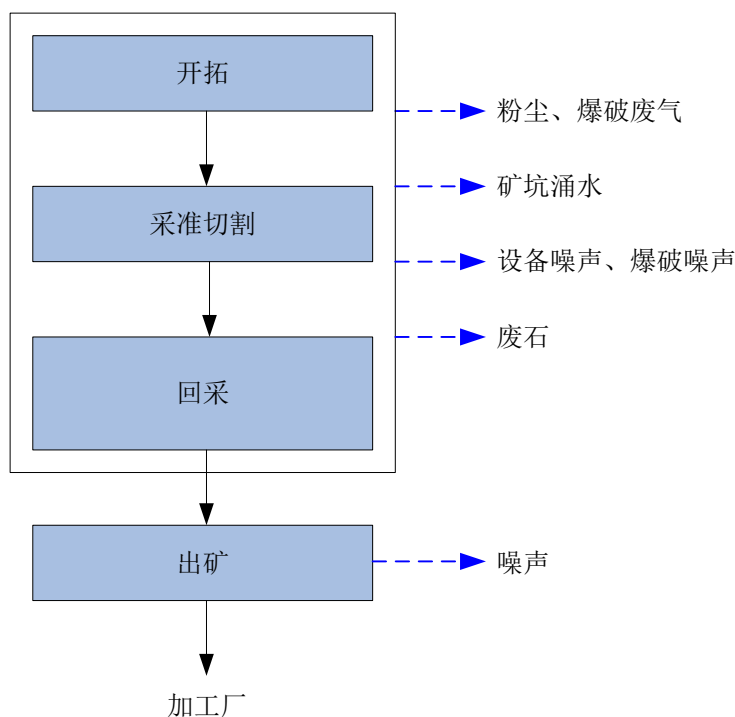 开拓
粉尘、爆破废气
矿坑涌水
采准切割
设备噪声、爆破噪声
废石
回采
出矿
噪声
加工厂